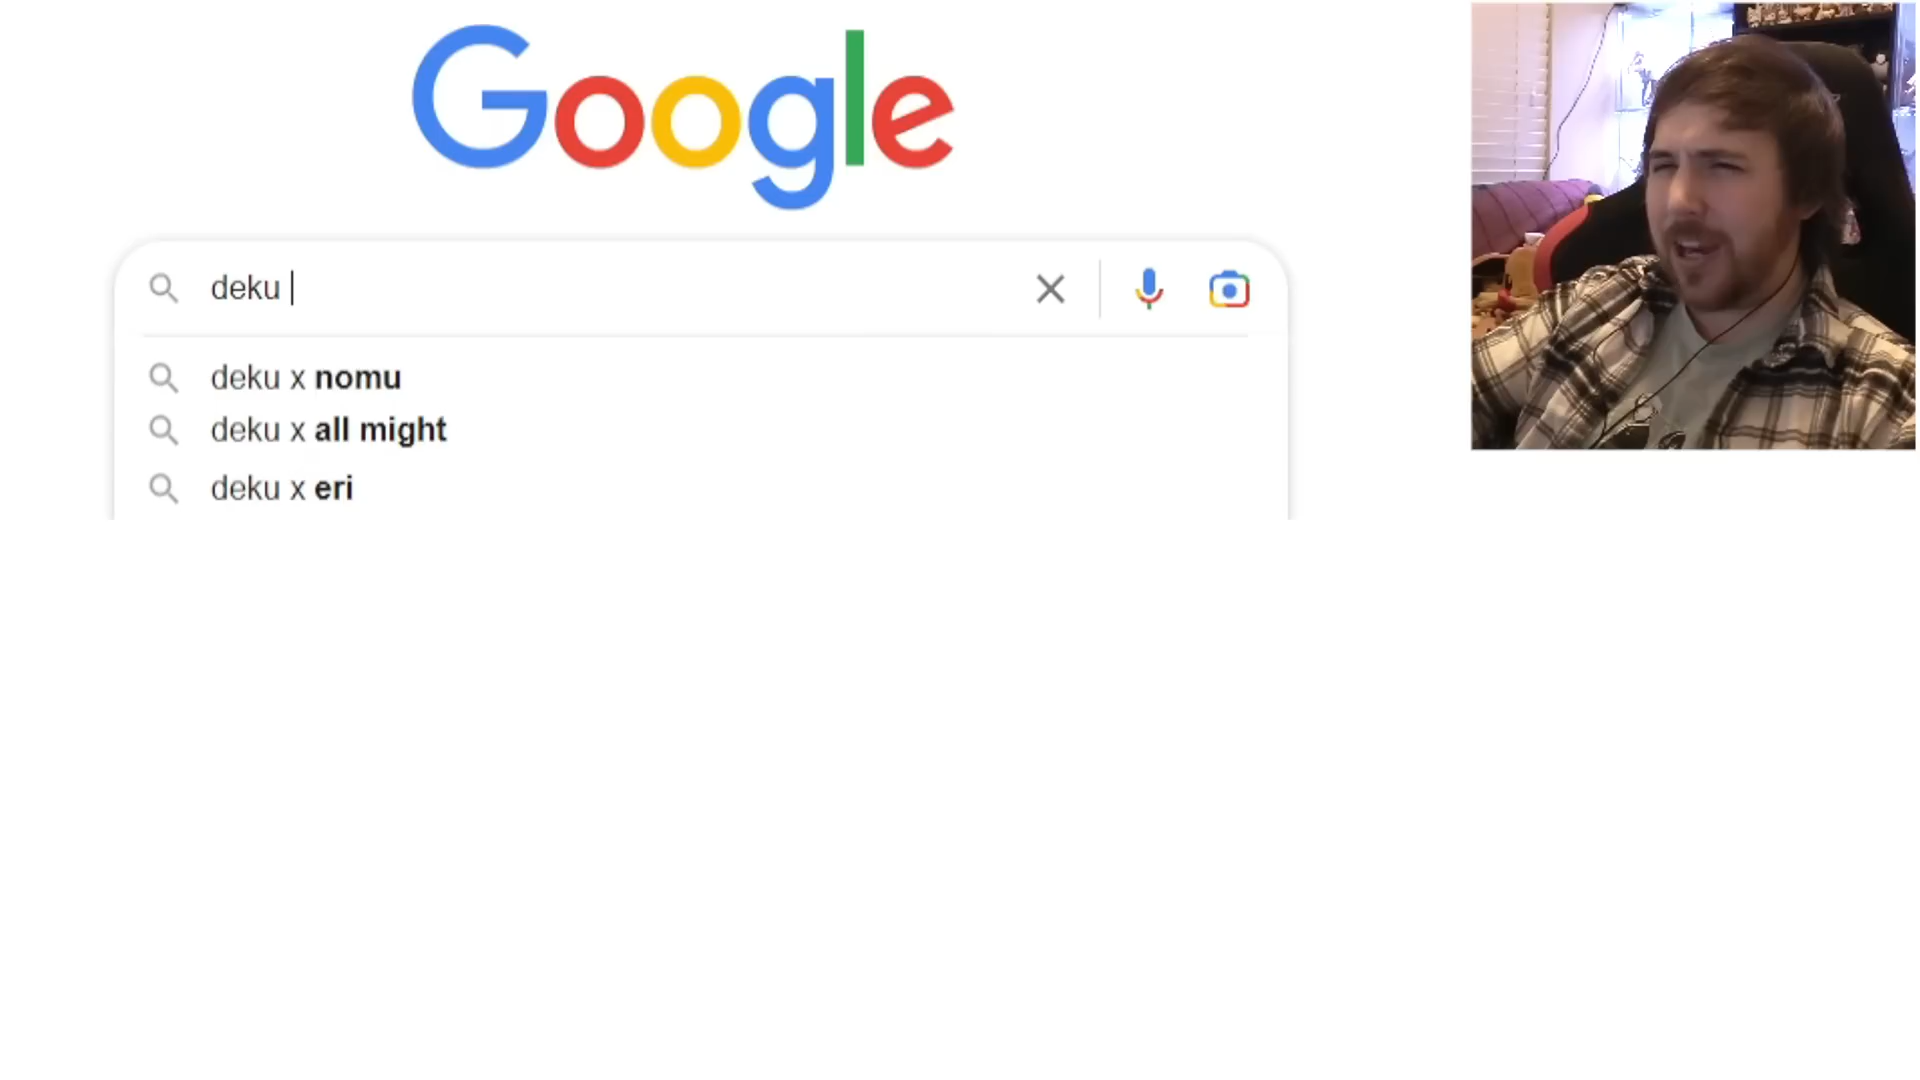 Google
deku
deku x nomu
deku x all might
deku x eri